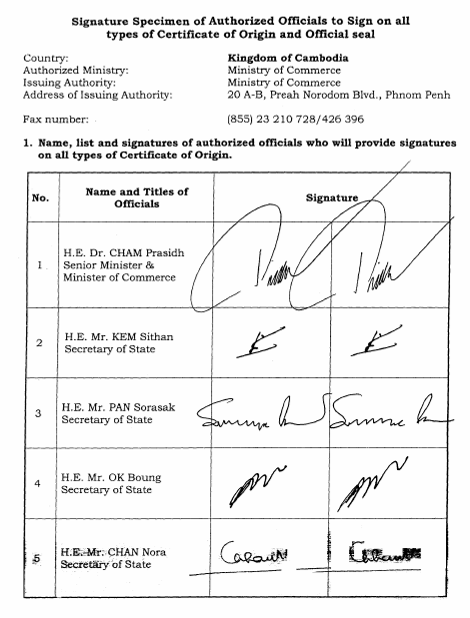 Signature Specimen of Authorized Officials to Sign on all
types of Certificate of Origin and Official seal
Country: Kingdom of Cambodia
Authorized Ministry: Ministry of Commerce
Issuing Authority: Ministry of Commerce
Address of Issuing Authority: 20 A-B, Preah Norodom Blvd., Phnom Penh
Fax number: (855) 23 210 728/426 396
1. Name, list and signatures of authorized officials who will provide signatures
on all types of Certificate of Origin.
No. Name and Titles of Officials Signature
1 H.E. Dr. CHAM Prasidh
Senior Minister &
Minister of Commerce
2 H.E. Mr. KEM Sithan
Secretary of State
3 H.E. Mr. PAN Sorasak
Secretary of State
4 H.E. Mr. OK Boung
Secretary of State
5 H.E. Mr. CHAN Nora
Secretary of State